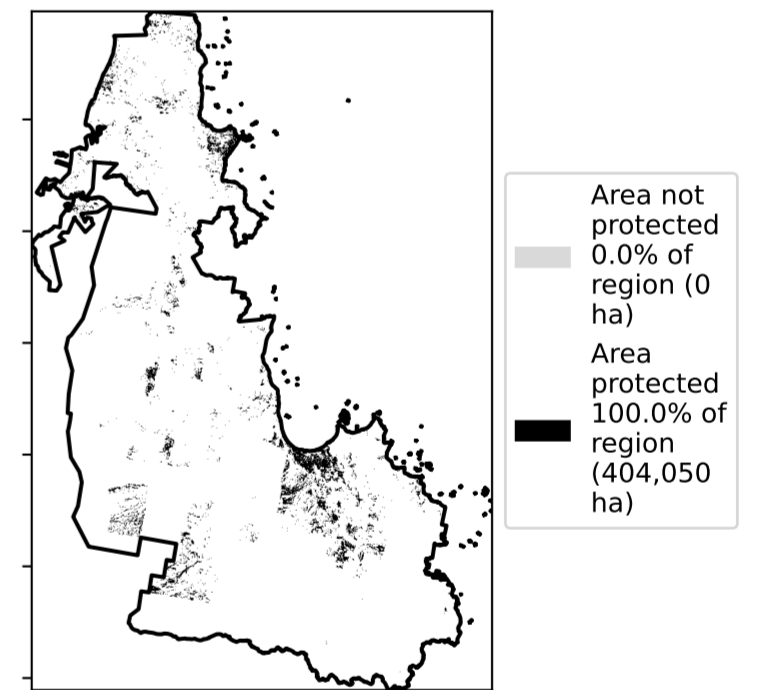 Area not
protected
0.0% of
region (0
ha)
Area
protected
100.0% of
region
(404,050
ha)